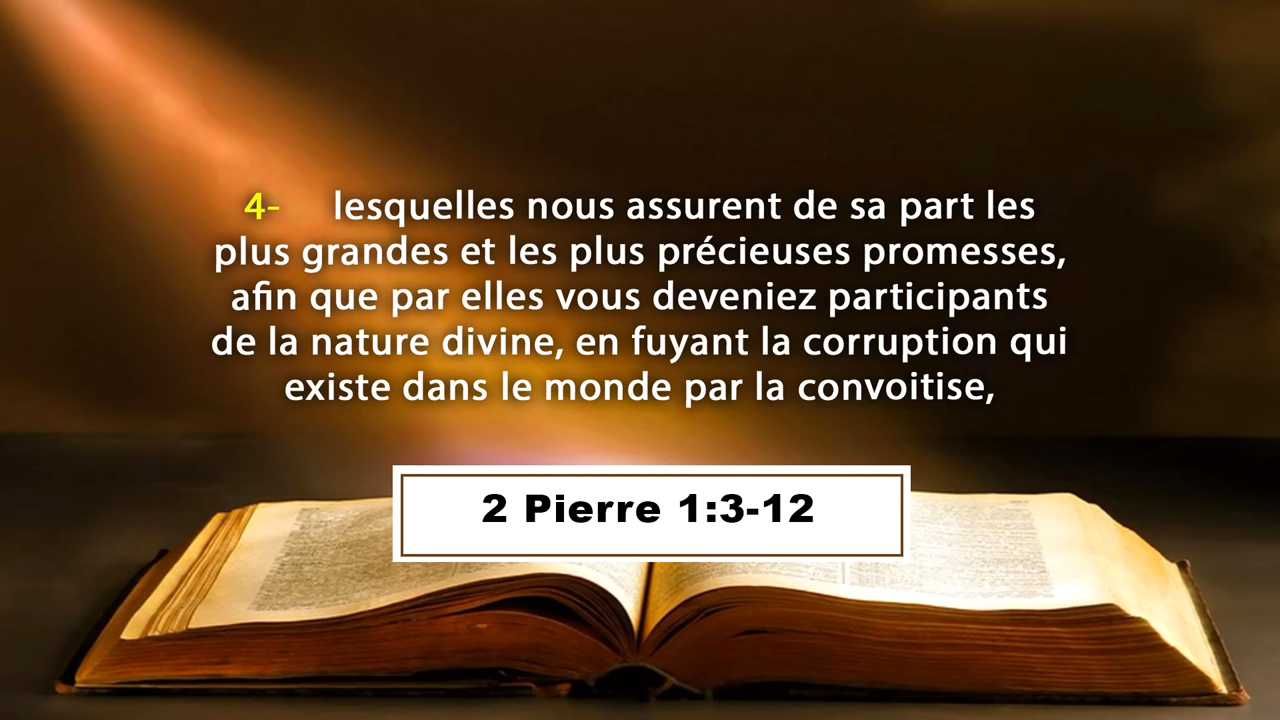 4- lesquelles nous assurent de sa part les
plus grandes et les plus précieuses promesses,
afin que par elles vous deveniez participants
de la nature divine, en fuyant la corruption qui
existe dans le monde par la convoitise,
2 Pierre 1:3-12